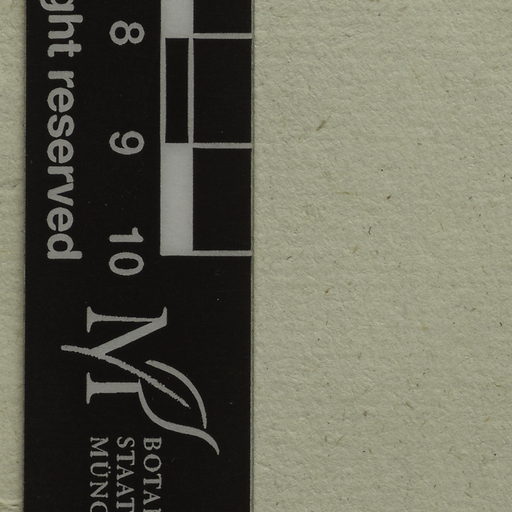 ght reserved
8
9
10
M
BOTA
STAAT
MÜNC